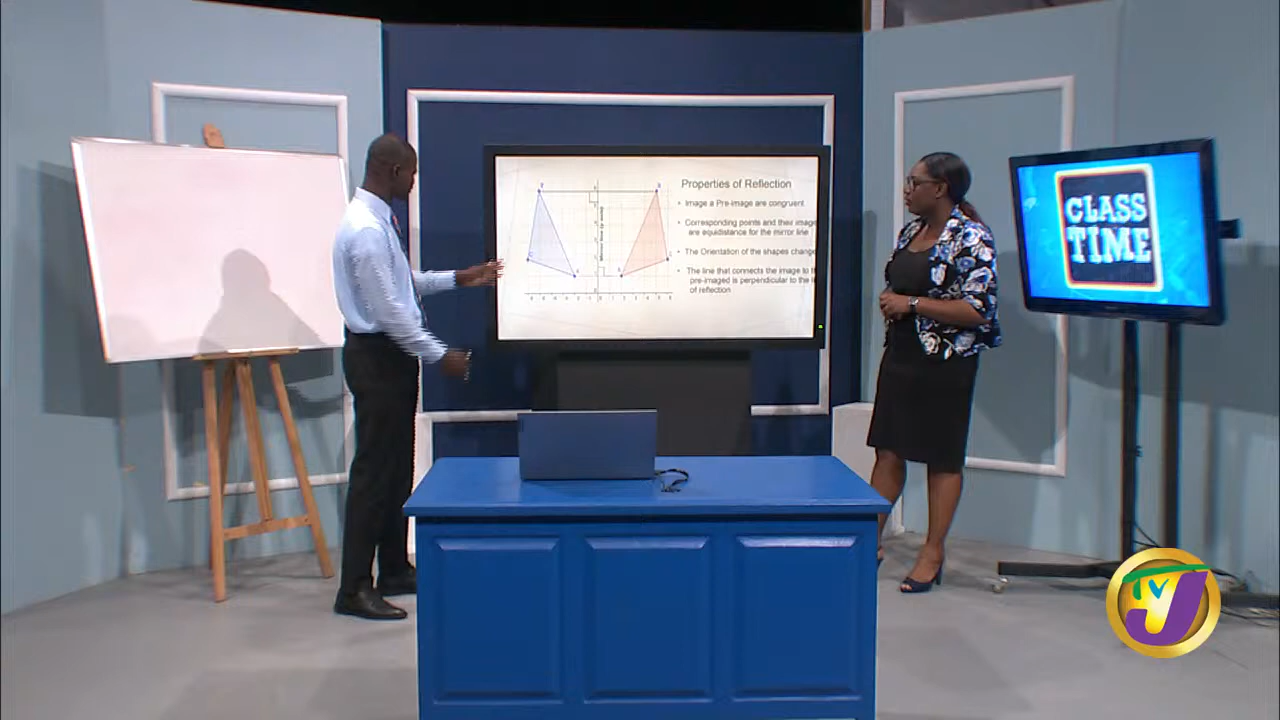 Properties of Reflection
• Image a Pre-image are congruent
• Corresponding points and their image
are equidistance for the mirror line
• The Orientation of the shapes change
• The line that connects the image to
pre-imaged is perpendicular to the
of reflection
CLASS
TIME
TVJ